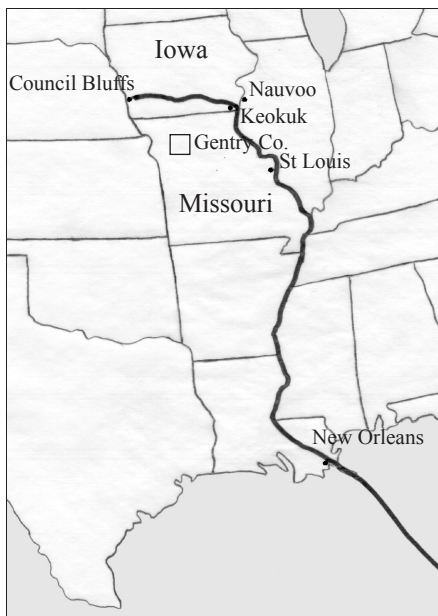 Iowa
Council Bluffs
Nauvoo
Keokuk
Gentry Co.
St Louis
Missouri
New Orleans